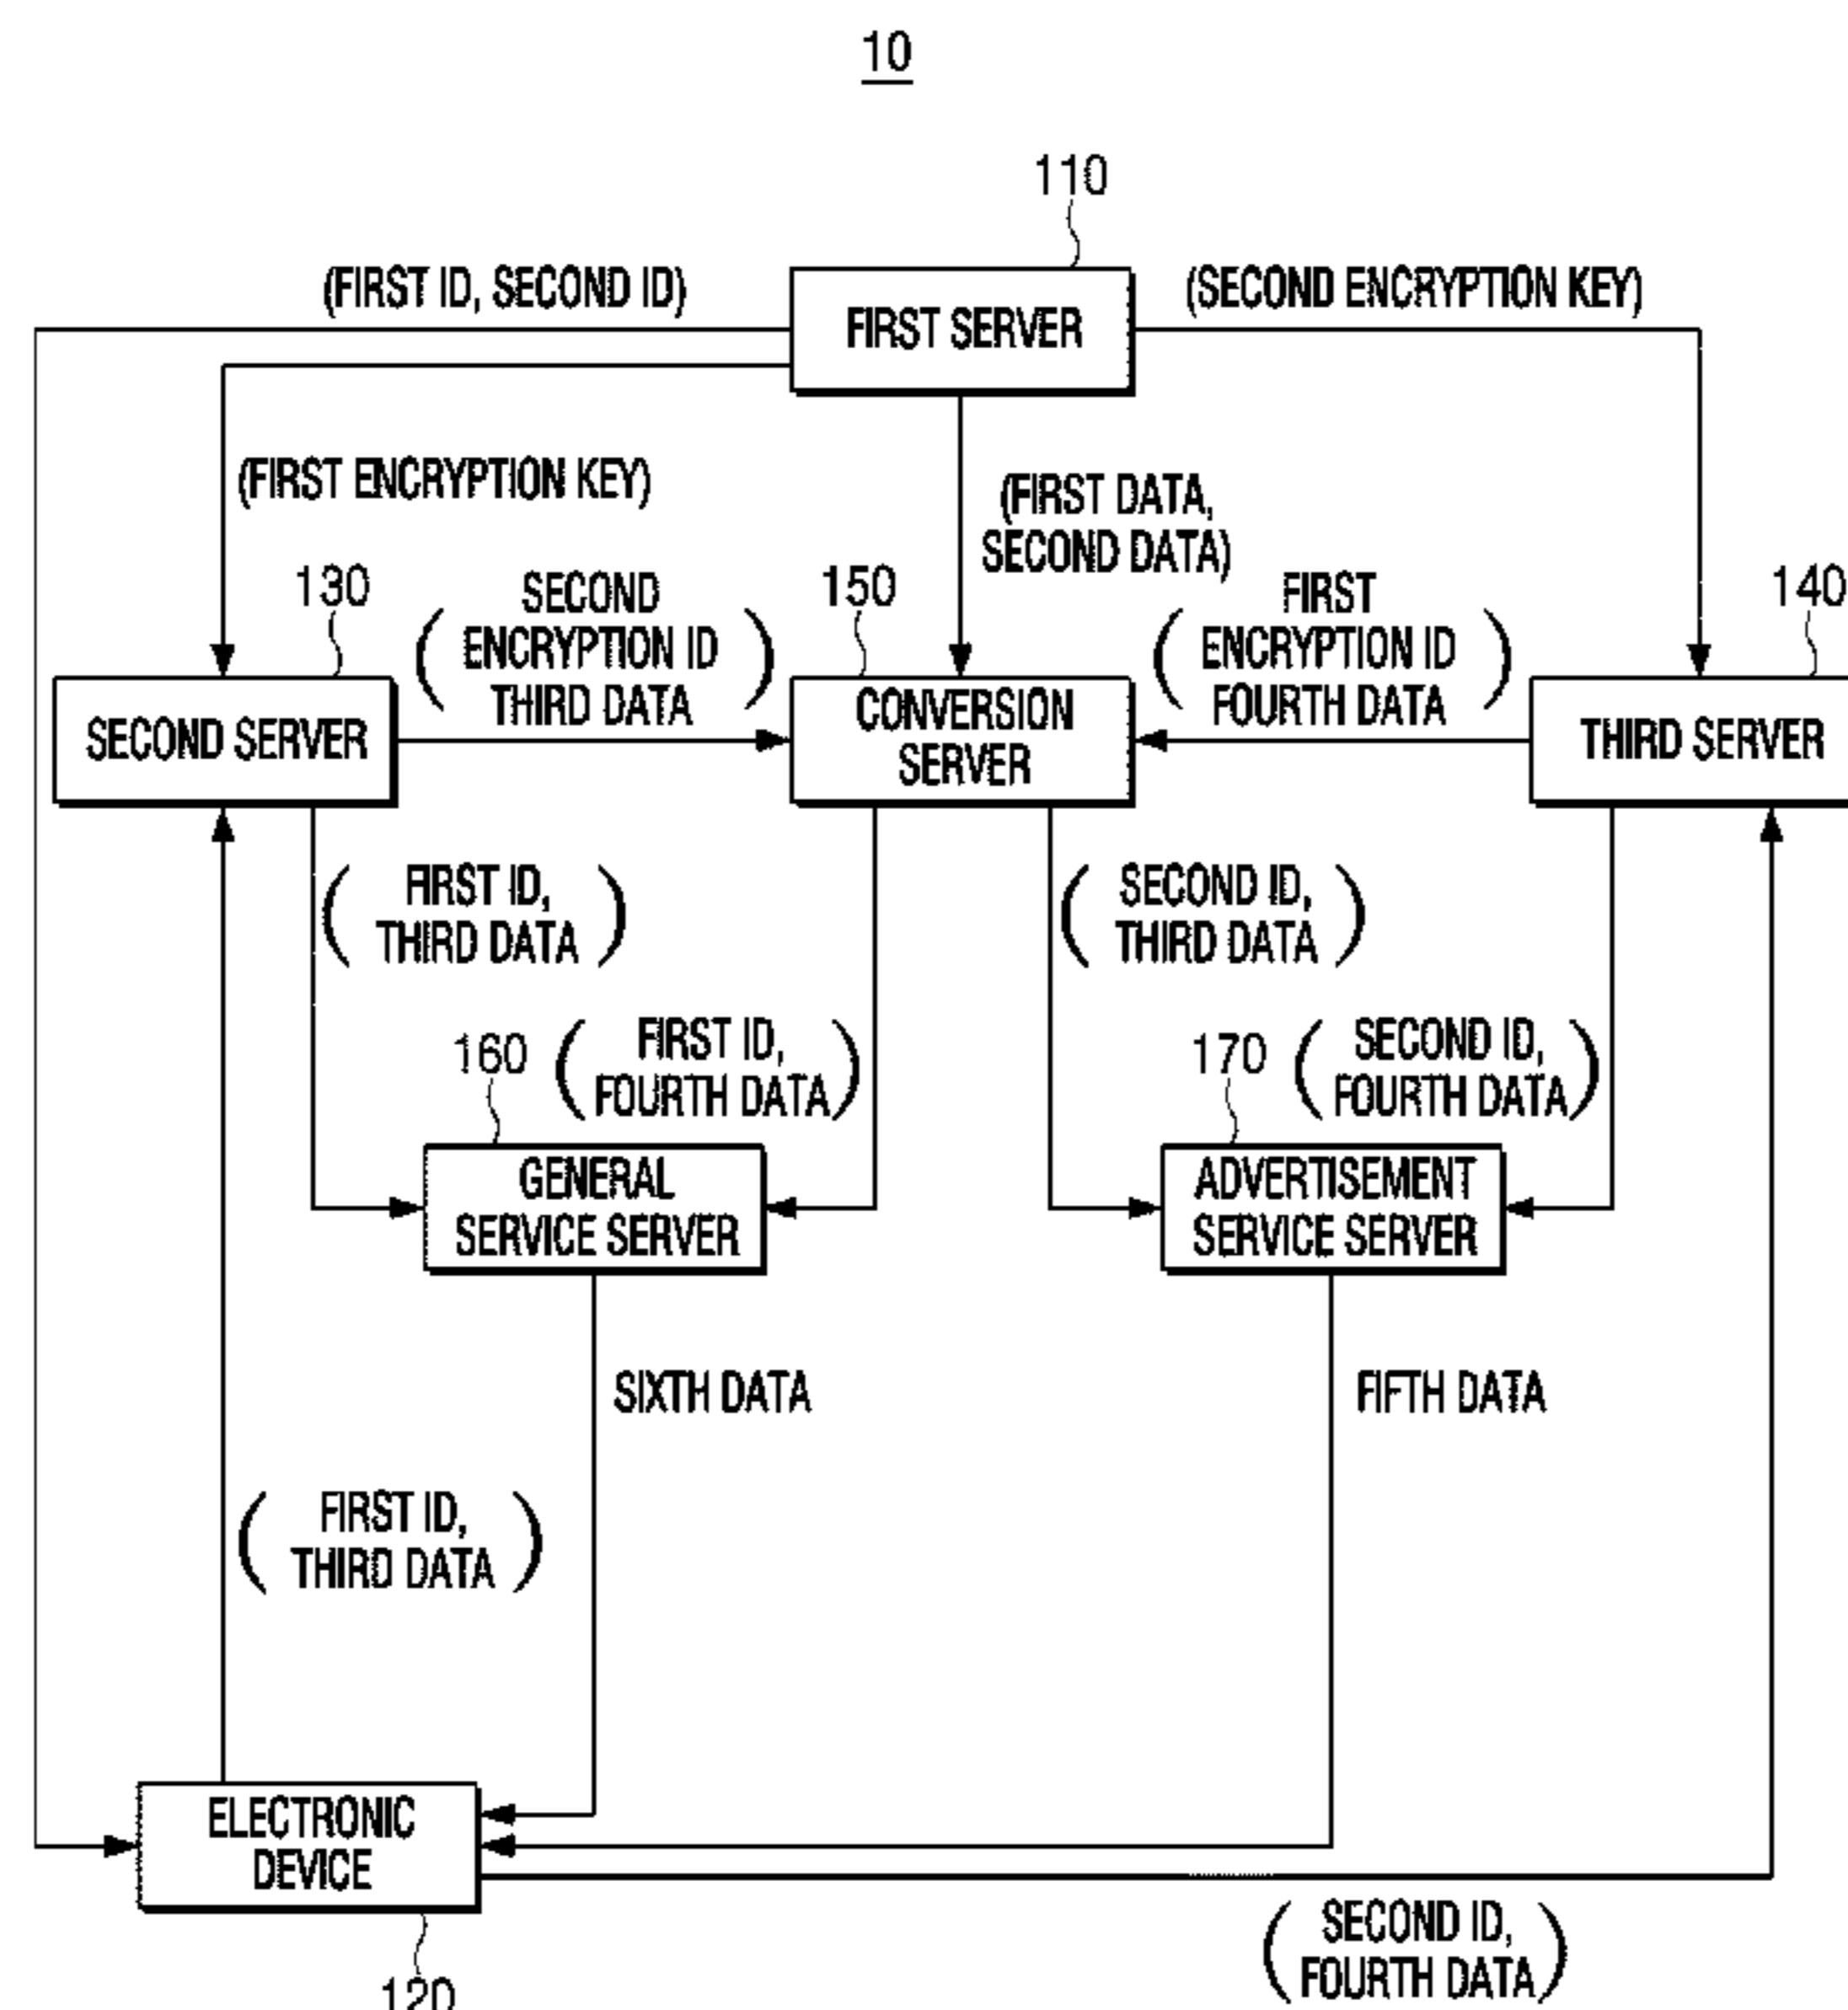 10
110
(FIRST ID, SECOND ID)
(SECOND ENCRYPTION KEY)
FIRST SERVER
(FIRST ENCRYPTION KEY)
(FIRST DATA,
SECOND DATA)
130
(SECOND
ENCRYPTION ID
THIRD DATA)
150
(FIRST
ENCRYPTION ID
FOURTH DATA)
140
SECOND SERVER
CONVERSION
SERVER
THIRD SERVER
(FIRST ID,
THIRD DATA)
(SECOND ID,
THIRD DATA)
160
(FIRST ID,
FOURTH DATA)
170
(SECOND ID,
FOURTH DATA)
GENERAL
SERVICE SERVER
ADVERTISEMENT
SERVICE SERVER
SIXTH DATA
FIFTH DATA
(FIRST ID,
THIRD DATA)
ELECTRONIC
DEVICE
120
(SECOND ID,
FOURTH DATA)